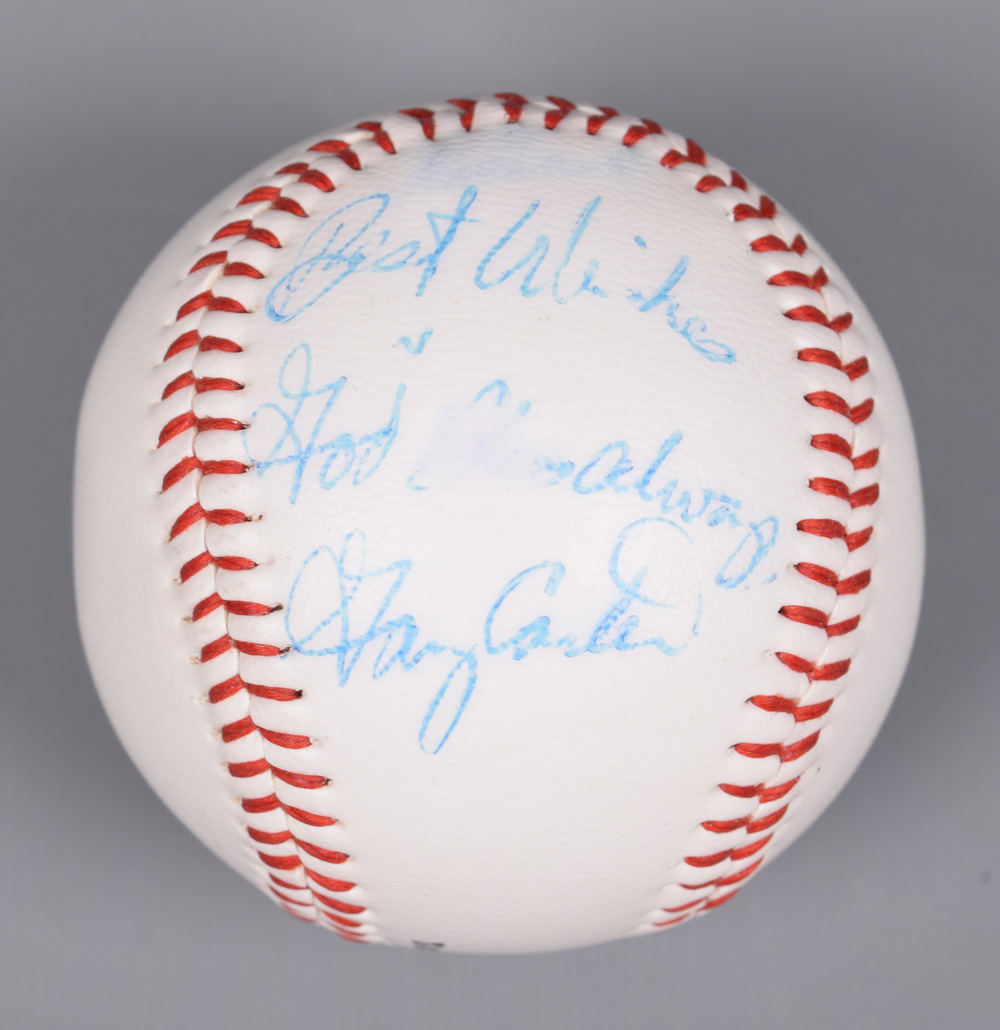 Best Wishes
God always,
Gary Carter